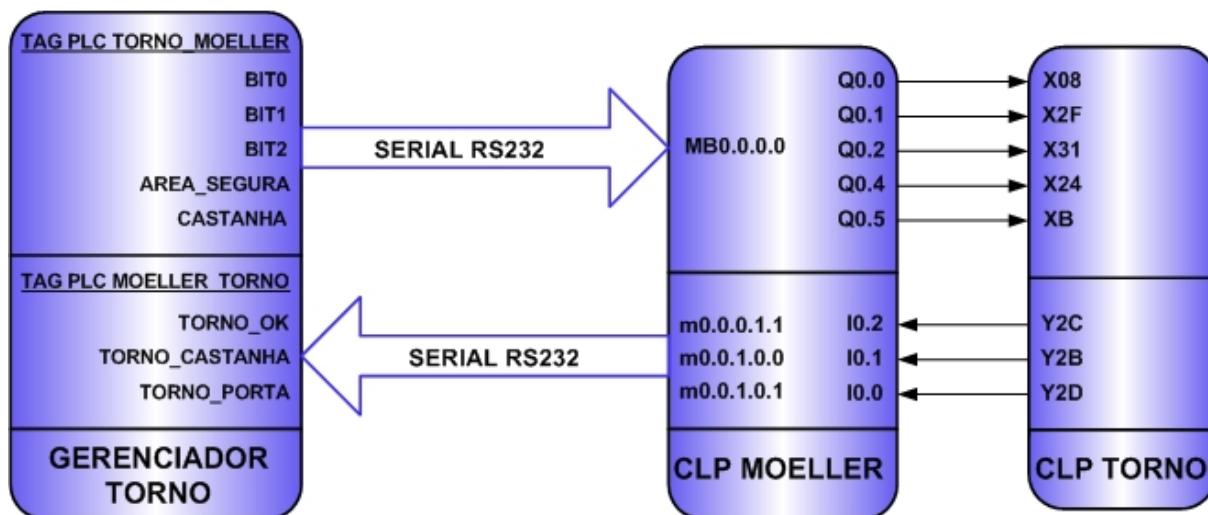 TAG PLC TORNO_MOELLER
BIT0
BIT1
BIT2
AREA_SEGURA
CASTANHA
TAG PLC MOELLER_TORNO
TORNO_OK
TORNO_CASTANHA
TORNO_PORTA
GERENCIADOR
TORNO
SERIAL RS232
SERIAL RS232
MB0.0.0.0
Q0.0
Q0.1
Q0.2
Q0.4
Q0.5
m0.0.0.1.1 I0.2
m0.0.1.0.0 I0.1
m0.0.1.0.1 I0.0
CLP MOELLER
X08
X2F
X31
X24
XB
Y2C
Y2B
Y2D
CLP TORNO